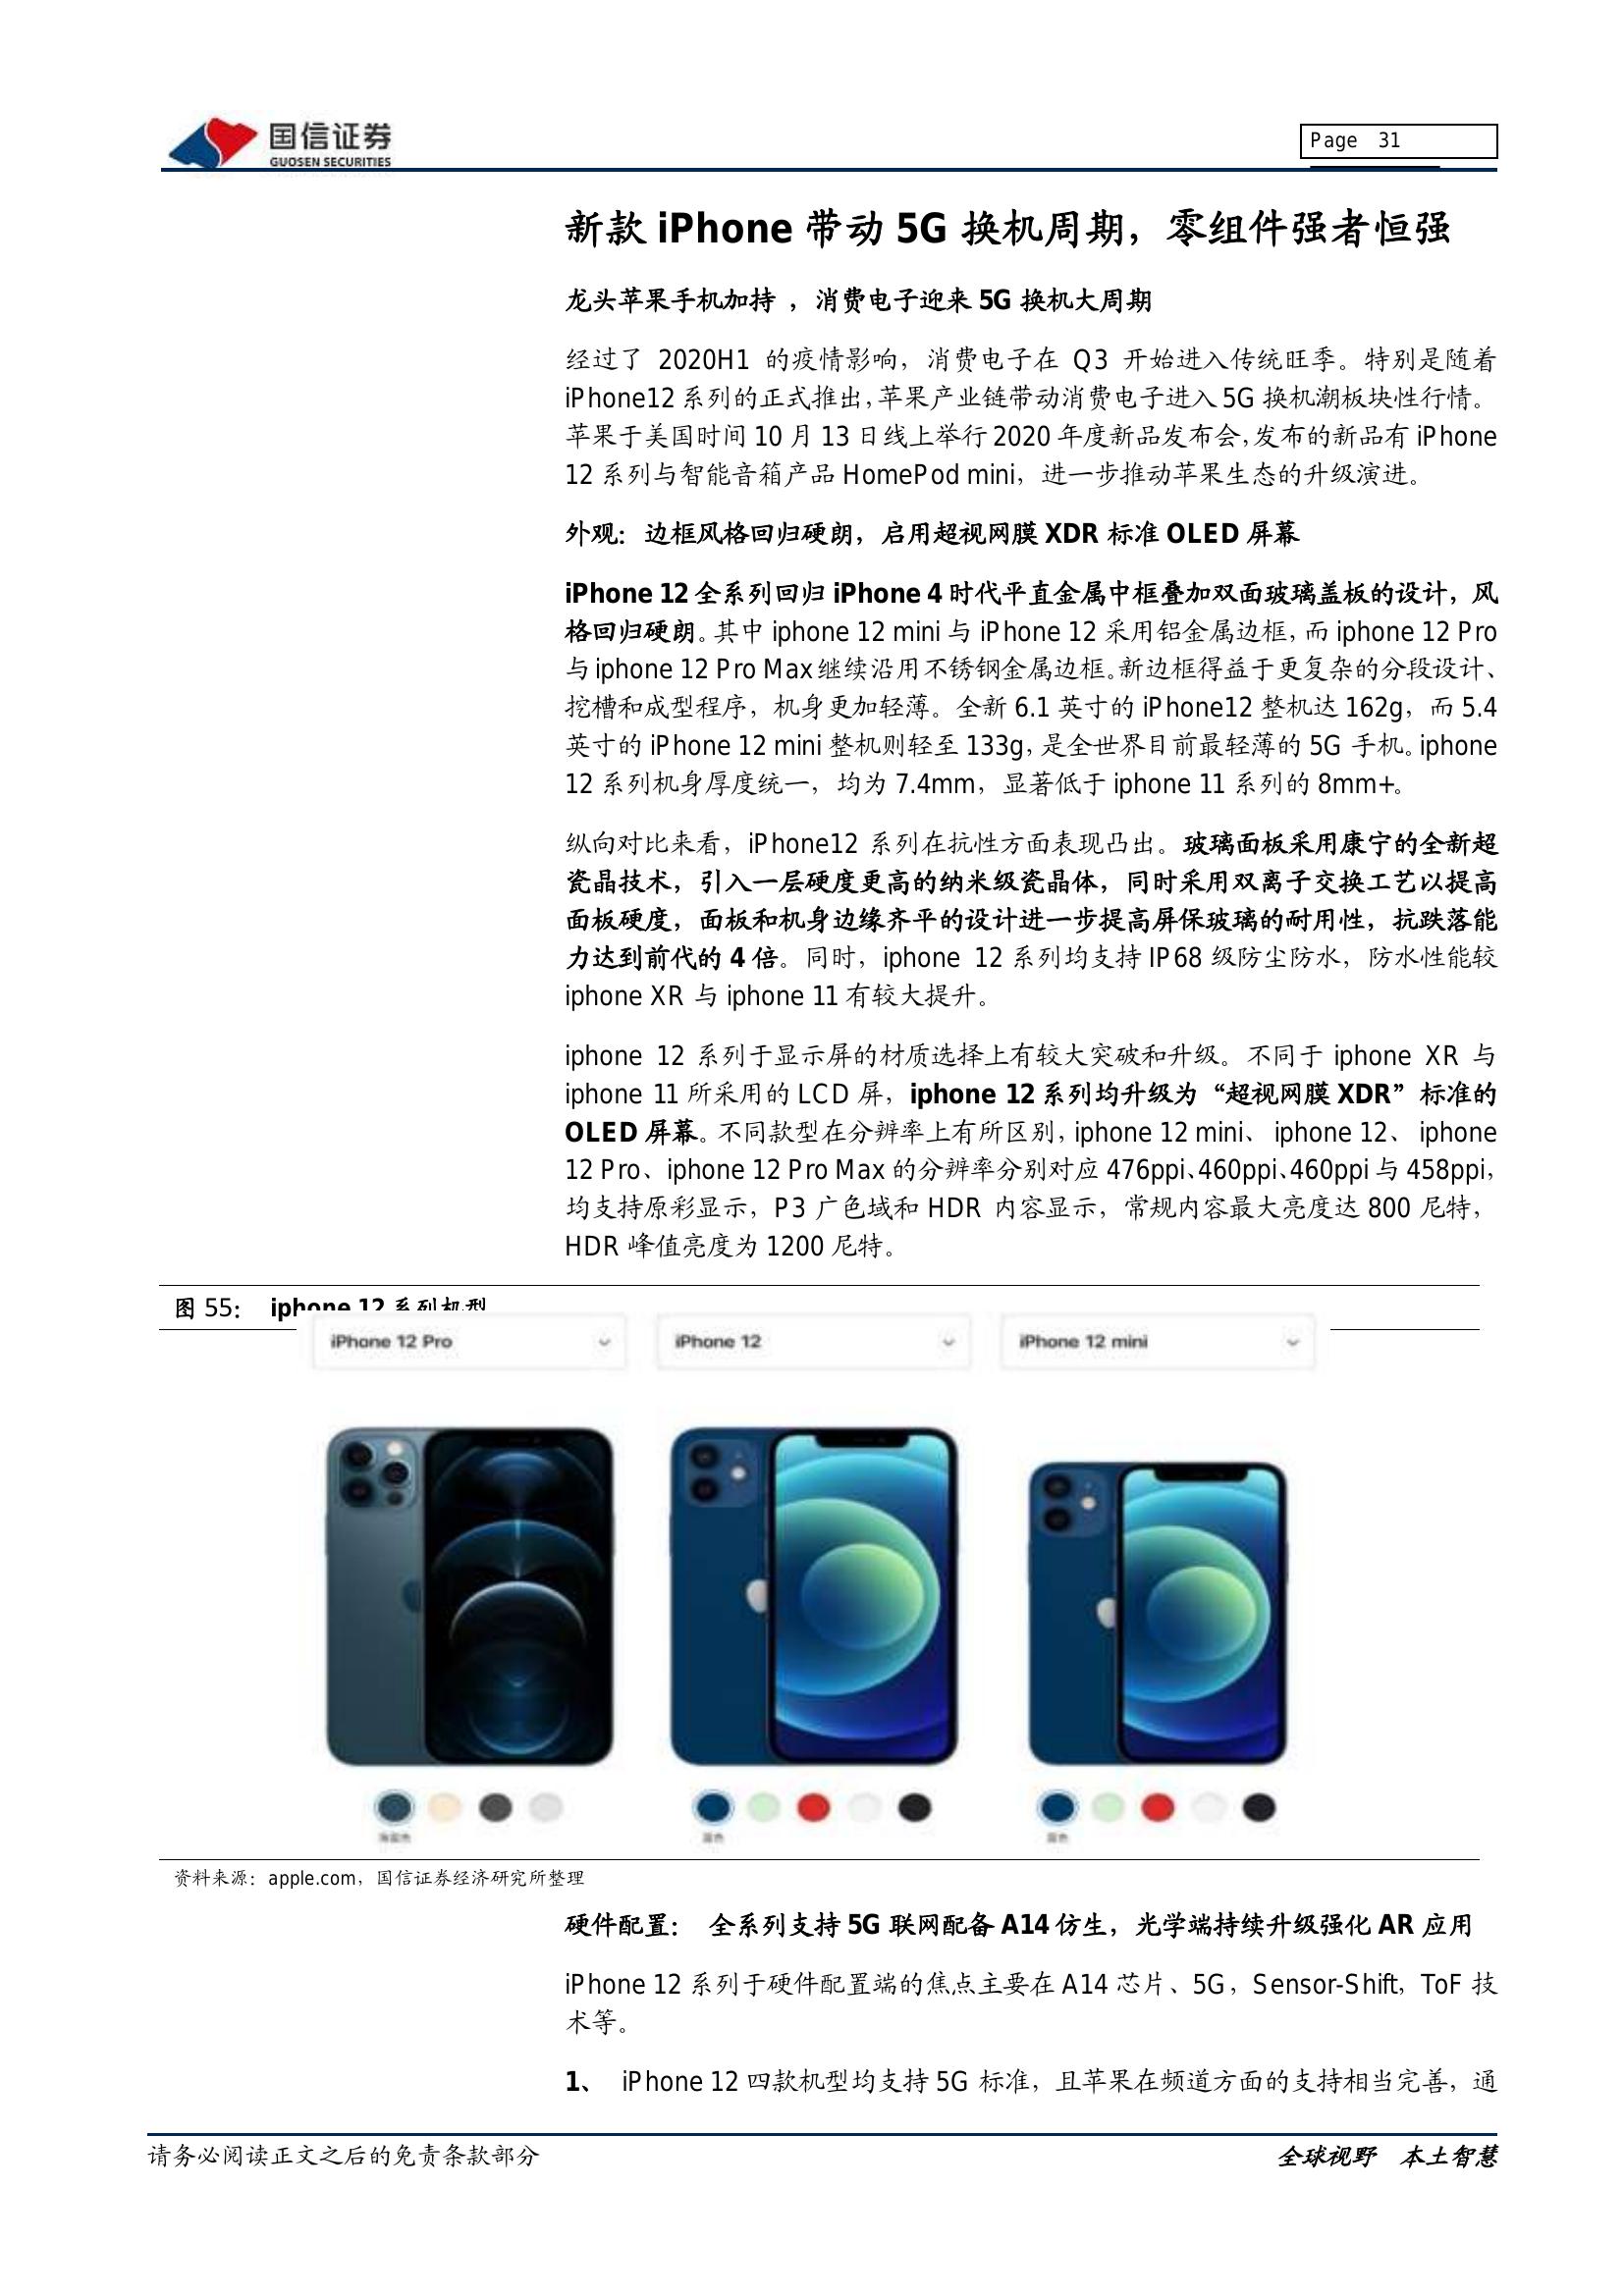 国信证券
GUOSEN SECURITIES
Page 31
新款 iPhone 带动 5G 换机周期，零组件强者恒强
龙头苹果手机加持 ，消费电子迎来 5G 换机大周期
经过了 2020H1 的疫情影响，消费电子在 Q3 开始进入传统旺季。特别是随着
iPhone12 系列的正式推出，苹果产业链带动消费电子进入 5G 换机潮板块性行情。
苹果于美国时间 10 月 13 日线上举行 2020 年度新品发布会，发布的新品有 iPhone
12 系列与智能音箱产品 HomePod mini，进一步推动苹果生态的升级演进。
外观：边框风格回归硬朗，启用超视网膜 XDR 标准 OLED 屏幕
iPhone 12 全系列回归 iPhone 4 时代平直金属中框叠加双面玻璃盖板的设计，风
格回归硬朗。其中 iphone 12 mini 与 iPhone 12 采用铝金属边框，而 iphone 12 Pro
与 iphone 12 Pro Max 继续沿用不锈钢金属边框。新边框得益于更复杂的分段设计、
挖槽和成型程序，机身更加轻薄。全新 6.1 英寸的 iPhone12 整机达 162g，而 5.4
英寸的 iPhone 12 mini 整机则轻至 133g，是全世界目前最轻薄的 5G 手机。iphone
12 系列机身厚度统一，均为 7.4mm，显著低于 iphone 11 系列的 8mm+。
纵向对比来看，iPhone12 系列在抗性方面表现凸出。玻璃面板采用康宁的全新超
瓷晶技术，引入一层硬度更高的纳米级瓷晶体，同时采用双离子交换工艺以提高
面板硬度，面板和机身边缘齐平的设计进一步提高屏保玻璃的耐用性，抗跌落能
力达到前代的 4 倍。同时，iphone 12 系列均支持 IP68 级防尘防水，防水性能较
iphone XR 与 iphone 11 有较大提升。
iphone 12 系列于显示屏的材质选择上有较大突破和升级。不同于 iphone XR 与
iphone 11 所采用的 LCD 屏，iphone 12 系列均升级为“超视网膜 XDR”标准的
OLED 屏幕。不同款型在分辨率上有所区别，iphone 12 mini、 iphone 12、 iphone
12 Pro、iphone 12 Pro Max 的分辨率分别对应 476ppi、460ppi、460ppi 与 458ppi，
均支持原彩显示，P3 广色域和 HDR 内容显示，常规内容最大亮度达 800 尼特，
HDR 峰值亮度为 1200 尼特。
图 55： iphone 12 系列机型
iPhone 12 Pro
iPhone 12
iPhone 12 mini
海蓝色
蓝色
蓝色
资料来源：apple.com，国信证券经济研究所整理
硬件配置： 全系列支持 5G 联网配备 A14 仿生，光学端持续升级强化 AR 应用
iPhone 12 系列于硬件配置端的焦点主要在 A14 芯片、5G，Sensor-Shift，ToF 技
术等。
1、 iPhone 12 四款机型均支持 5G 标准，且苹果在频道方面的支持相当完善，通
请务必阅读正文之后的免责条款部分
全球视野 本土智慧